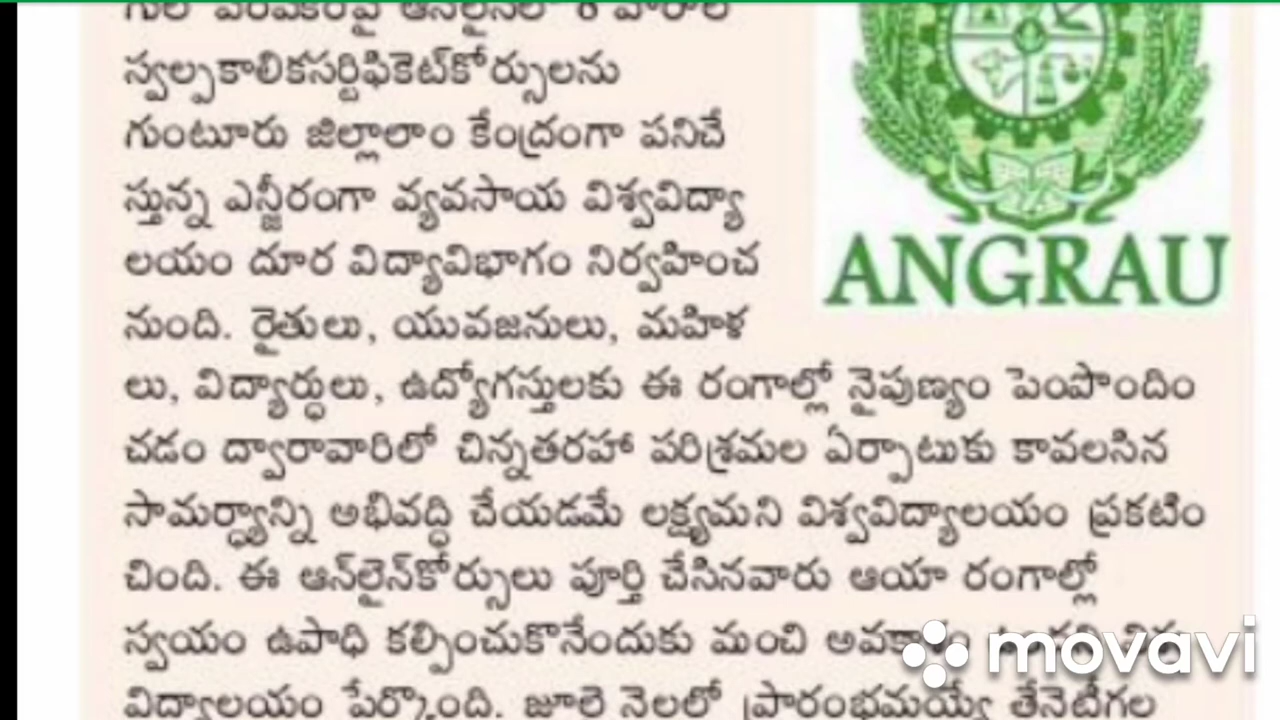 ఆన్‌లైన్‌లో 8 వారాల
స్వల్పకాలికసర్టిఫికెట్‌కోర్సులను
గుంటూరు జిల్లాలాం కేంద్రంగా పనిచే
స్తున్న ఎన్జీరంగా వ్యవసాయ విశ్వవిద్యా
లయం దూర విద్యావిభాగం నిర్వహించ
నుంది. రైతులు, యువజనులు, మహిళ
లు, విద్యార్థులు, ఉద్యోగస్తులకు ఈ రంగాల్లో నైపుణ్యం పెంపొందిం
చడం ద్వారావారిలో చిన్నతరహా పరిశ్రమల ఏర్పాటుకు కావలసిన
సామర్థ్యాన్ని అభివద్ధి చేయడమే లక్ష్యమని విశ్వవిద్యాలయం ప్రకటిం
చింది. ఈ ఆన్‌లైన్‌కోర్సులు పూర్తి చేసినవారు ఆయా రంగాల్లో
స్వయం ఉపాధి కల్పించుకొనేందుకు మంచి
విద్యాలయం పేర్కొంది. జూలై నెలలో ప్రారంభమయ్యే తేనెటీగల
ANGRAU
movavi